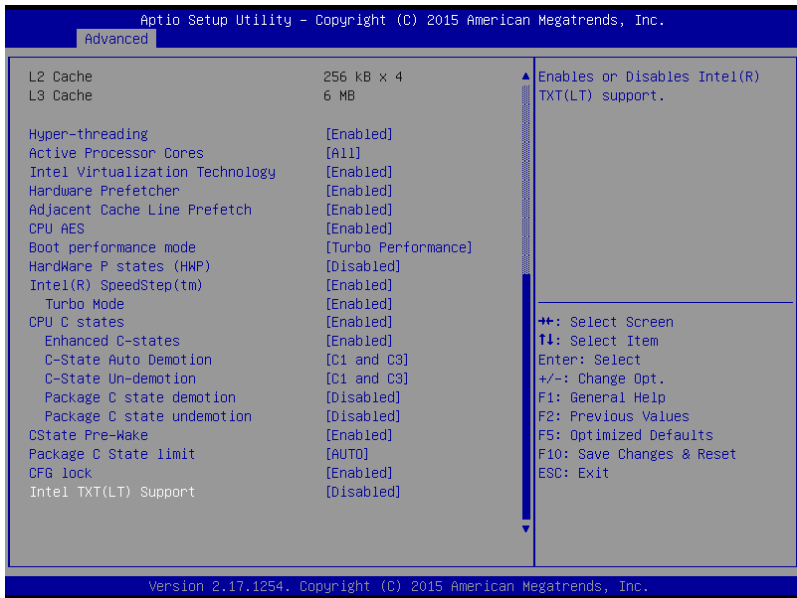 Aptio Setup Utility – Copyright (C) 2015 American Megatrends, Inc.
Advanced
L2 Cache 256 kB x 4
L3 Cache 6 MB
Hyper-threading [Enabled]
Active Processor Cores [All]
Intel Virtualization Technology [Enabled]
Hardware Prefetcher [Enabled]
Adjacent Cache Line Prefetch [Enabled]
CPU AES [Enabled]
Boot performance mode [Turbo Performance]
HardWare P states (HWP) [Disabled]
Intel(R) SpeedStep(tm) [Enabled]
Turbo Mode [Enabled]
CPU C states [Enabled]
Enhanced C-states [Enabled]
C-State Auto Demotion [C1 and C3]
C-State Un-demotion [C1 and C3]
Package C state demotion [Disabled]
Package C state undemotion [Disabled]
CState Pre-Wake [Enabled]
Package C State limit [AUTO]
CFG lock [Enabled]
Intel TXT(LT) Support [Disabled]
Enables or Disables Intel(R)
TXT(LT) support.
→←: Select Screen
↑↓: Select Item
Enter: Select
+/-: Change Opt.
F1: General Help
F2: Previous Values
F5: Optimized Defaults
F10: Save Changes & Reset
ESC: Exit
Version 2.17.1254. Copyright (C) 2015 American Megatrends, Inc.